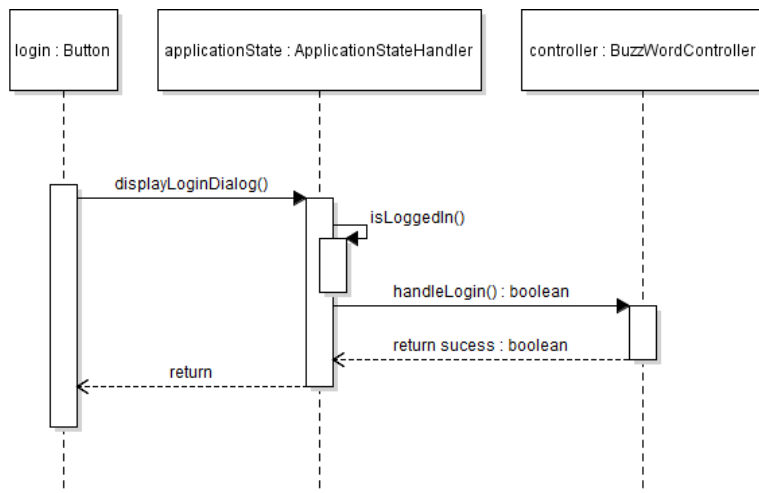 login : Button
applicationState : ApplicationStateHandler
controller : BuzzWordController
displayLoginDialog()
isLoggedIn()
handleLogin() : boolean
return sucess : boolean
return